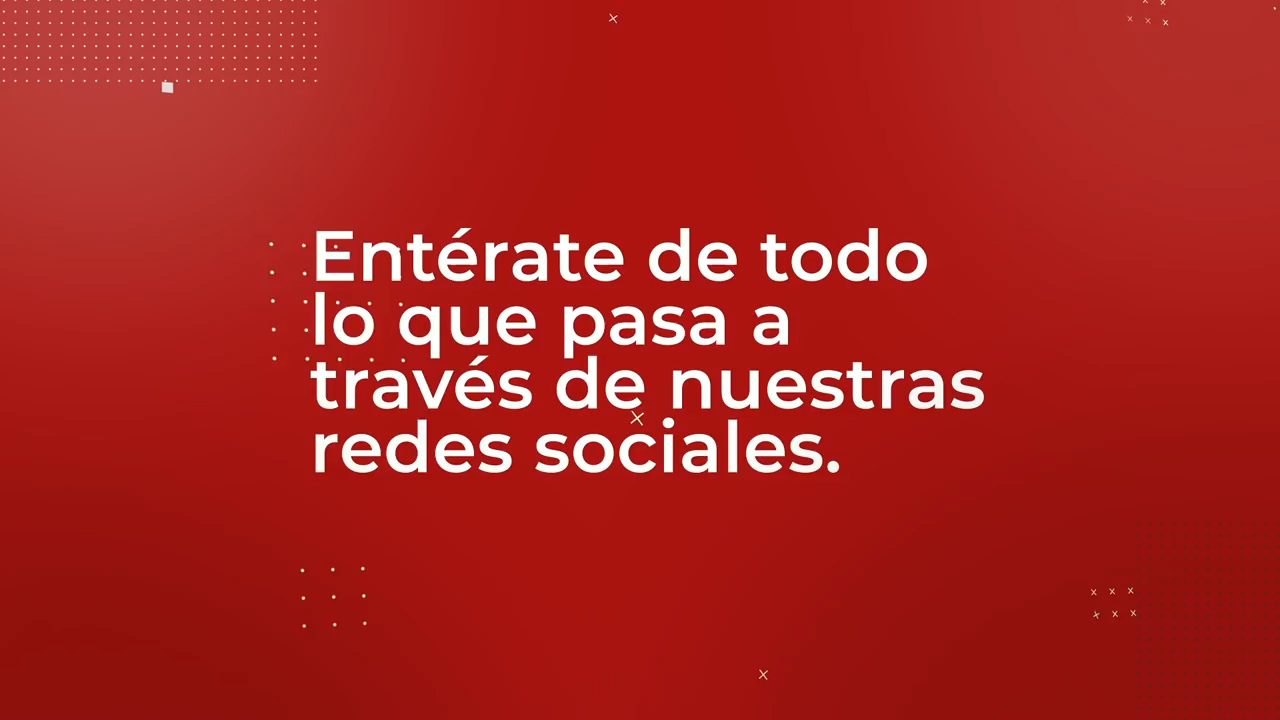 Entérate de todo
lo que pasa a
través de nuestras
redes sociales.